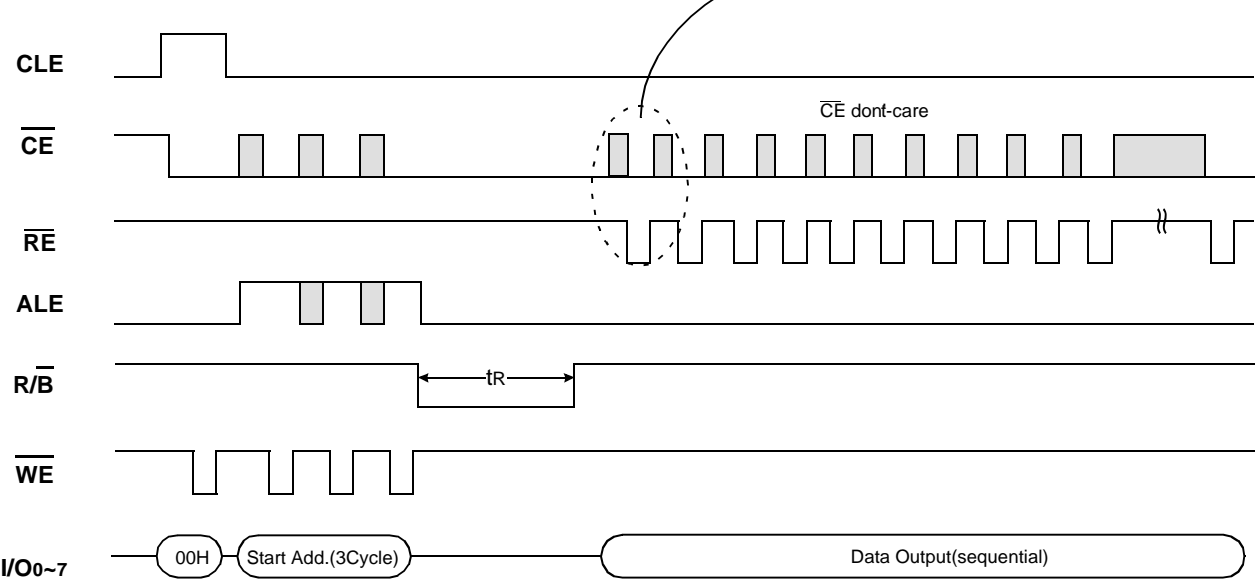 CLE
CE
CE dont-care
RE
ALE
R/B
tR
WE
I/O0~7
00H
Start Add.(3Cycle)
Data Output(sequential)